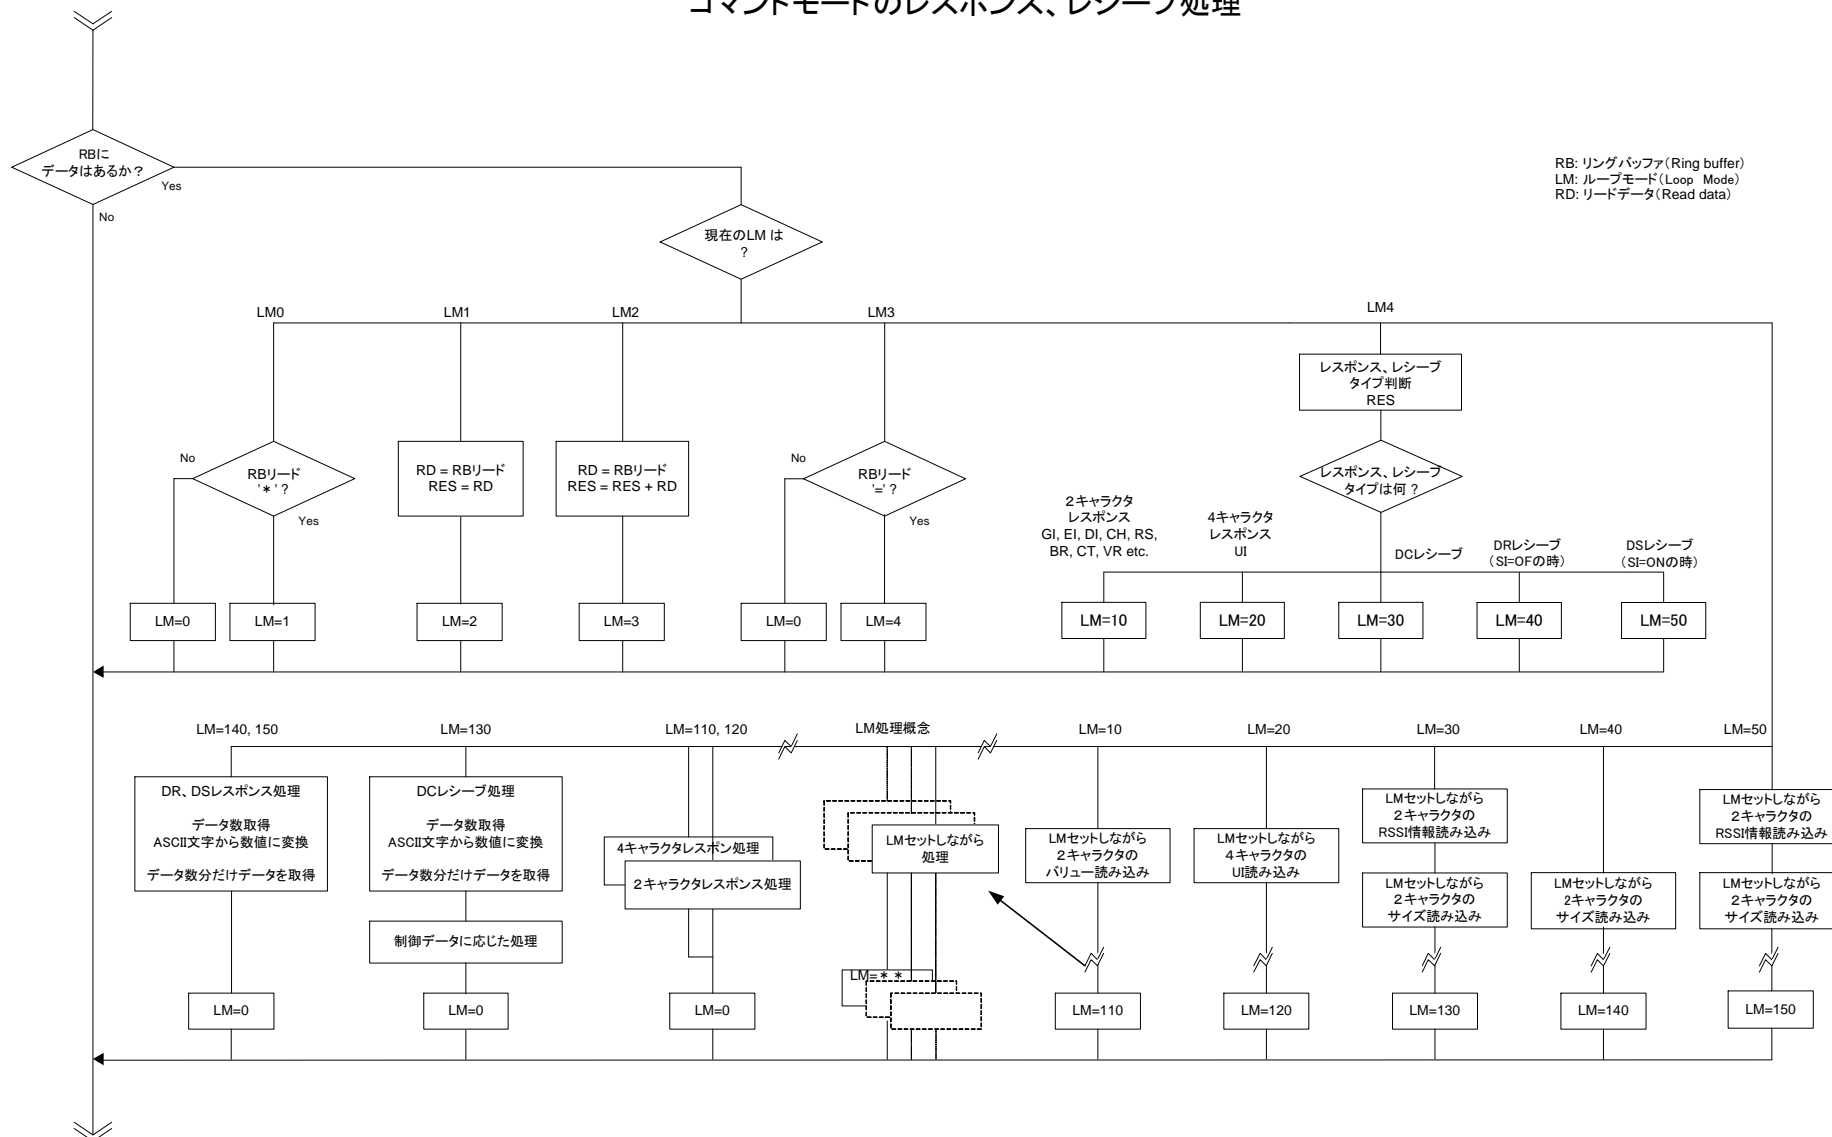 コマンドモードのレスポンス、レシーブ処理
RBに
データはあるか？
Yes
No
RB: リングバッファ(Ring buffer)
LM: ループモード(Loop Mode)
RD: リードデータ(Read data)
現在のLM は
？
LM0
LM1
LM2
LM3
LM4
レスポンス、レシーブ
タイプ判断
RES
No
RBリード
'＊' ?
Yes
RD = RBリード
RES = RD
RD = RBリード
RES = RES + RD
No
RBリード
'=' ?
Yes
レスポンス、レシーブ
タイプは何？
2キャラクタ
レスポンス
GI, EI, DI, CH, RS,
BR, CT, VR etc.
4キャラクタ
レスポンス
UI
DCレシーブ
DRレシーブ
(SI=OFの時)
DSレシーブ
(SI=ONの時)
LM=0
LM=1
LM=2
LM=3
LM=0
LM=4
LM=10
LM=20
LM=30
LM=40
LM=50
LM=140, 150
LM=130
LM=110, 120
LM処理概念
LM=10
LM=20
LM=30
LM=40
LM=50
DR、DSレスポンス処理
データ数取得
ASCII文字から数値に変換
データ数分だけデータを取得
DCレシーブ処理
データ数取得
ASCII文字から数値に変換
データ数分だけデータを取得
制御データに応じた処理
4キャラクタレスポン処理
2キャラクタレスポンス処理
LMセットしながら
処理
LMセットしながら
2キャラクタの
バリュー読み込み
LMセットしながら
4キャラクタの
UI読み込み
LMセットしながら
2キャラクタの
RSSI情報読み込み
LMセットしながら
2キャラクタの
サイズ読み込み
LMセットしながら
2キャラクタの
サイズ読み込み
LMセットしながら
2キャラクタの
RSSI情報読み込み
LMセットしながら
2キャラクタの
サイズ読み込み
LM=0
LM=0
LM=0
LM=＊＊
LM=110
LM=120
LM=130
LM=140
LM=150